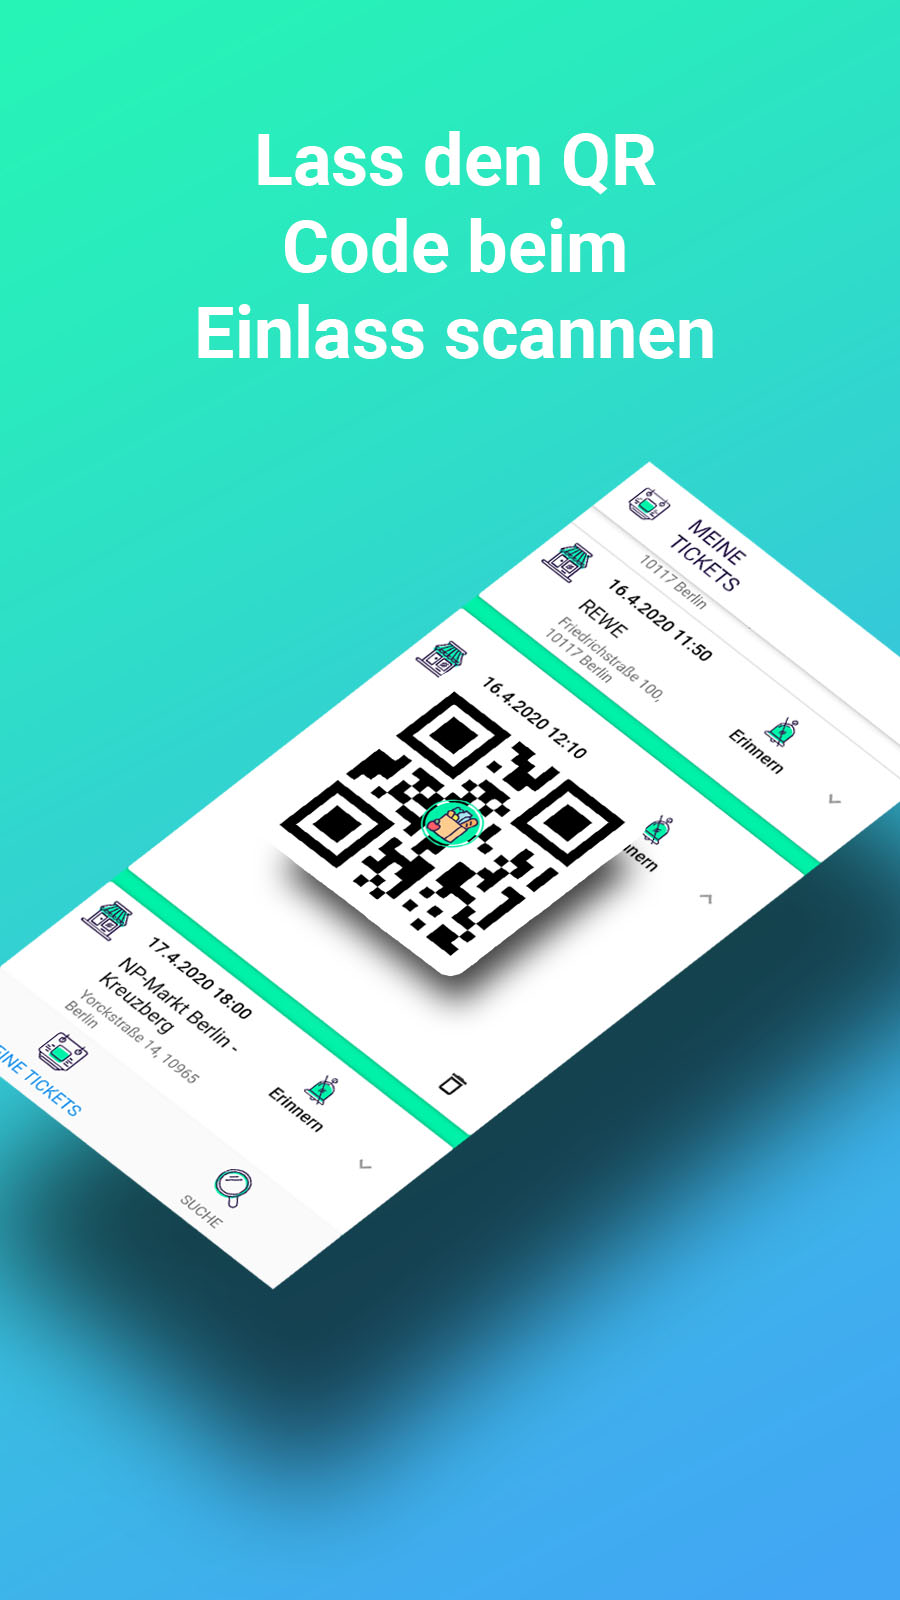 Lass den QR
Code beim
Einlass scannen
MEINE
TICKETS
10117 Berlin
16.4.2020 11:50
REWE
Friedrichstraße 100,
10117 Berlin
Erinnern
16.4.2020 12:10
nnern
17.4.2020 18:00
NP-Markt Berlin -
Kreuzberg
Yorckstraße 14, 10965
Berlin
Erinnern
EINE TICKETS
SUCHE